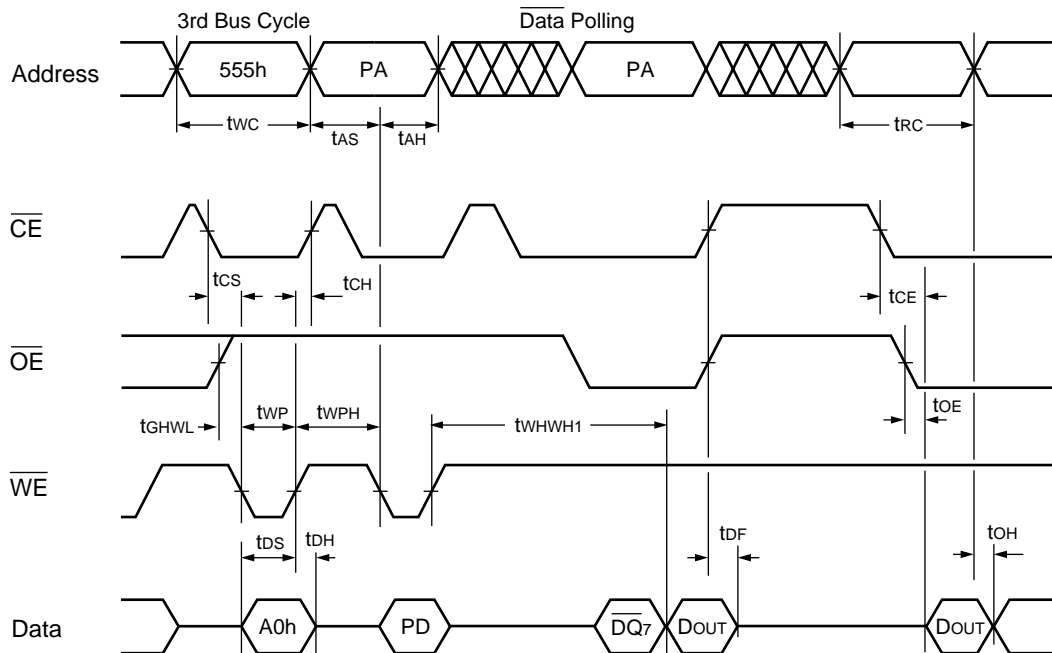 3rd Bus Cycle
Data Polling
Address
555h
PA
PA
tWC
tAS
tAH
tRC
CE
tCS
tCH
tCE
OE
tGHWL
tWP
tWPH
tWHWH1
tOE
WE
tDS
tDH
tDF
tOH
Data
A0h
PD
DQ7
DOUT
DOUT